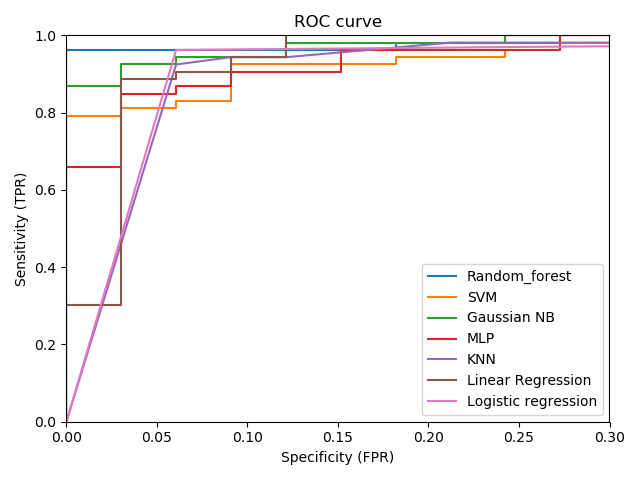 ROC curve
Sensitivity (TPR)
1.0
0.8
0.6
0.4
0.2
0.0
Random_forest
SVM
Gaussian NB
MLP
KNN
Linear Regression
Logistic regression
0.00 0.05 0.10 0.15 0.20 0.25 0.30
Specificity (FPR)